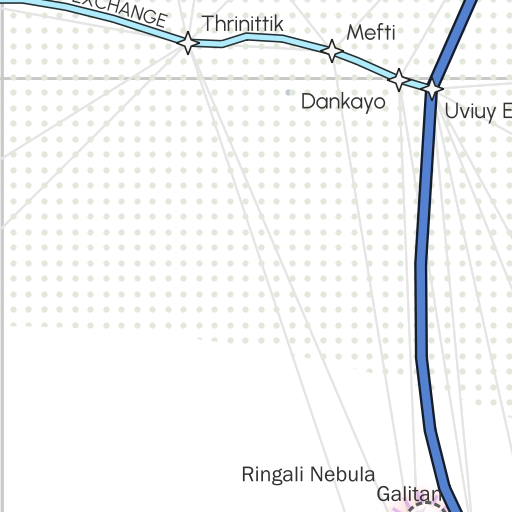 EXCHANGE
Thrinittik
Mefti
Dankayo
Uviuy E
Ringali Nebula
Galitan